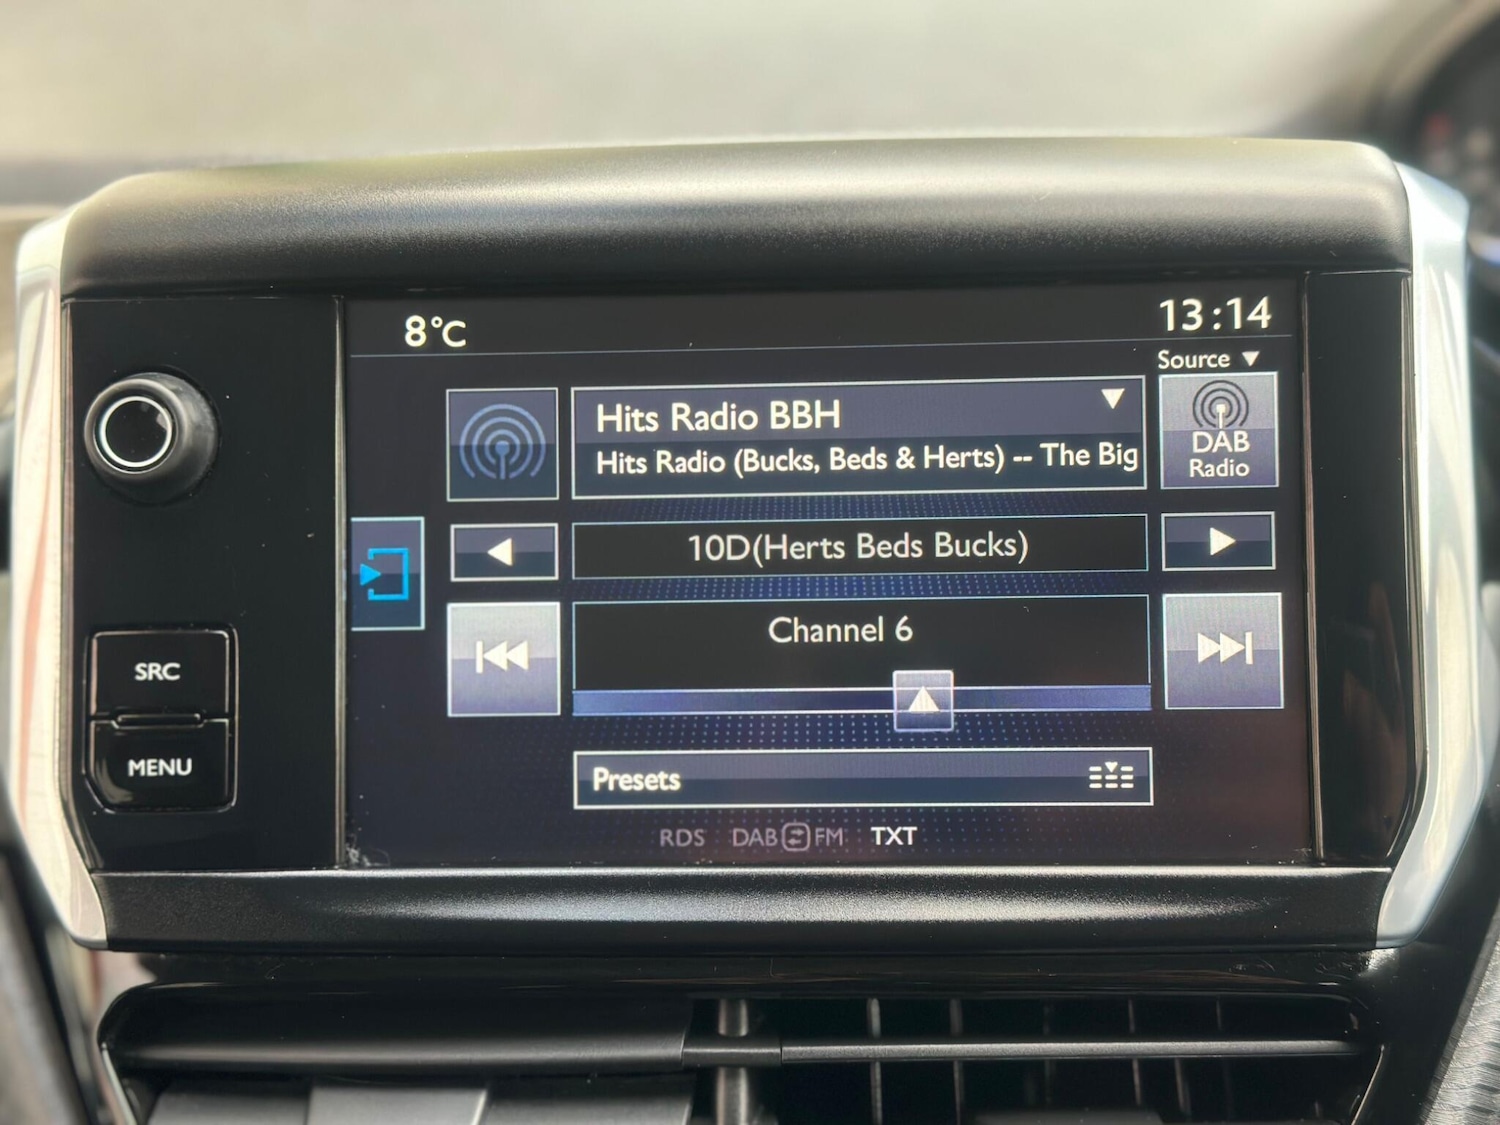 8°C
13:14
Source
Hits Radio BBH
Hits Radio (Bucks, Beds & Herts) -- The Big
DAB
Radio
10D(Herts Beds Bucks)
Channel 6
SRC
MENU
Presets
RDS DAB FM TXT